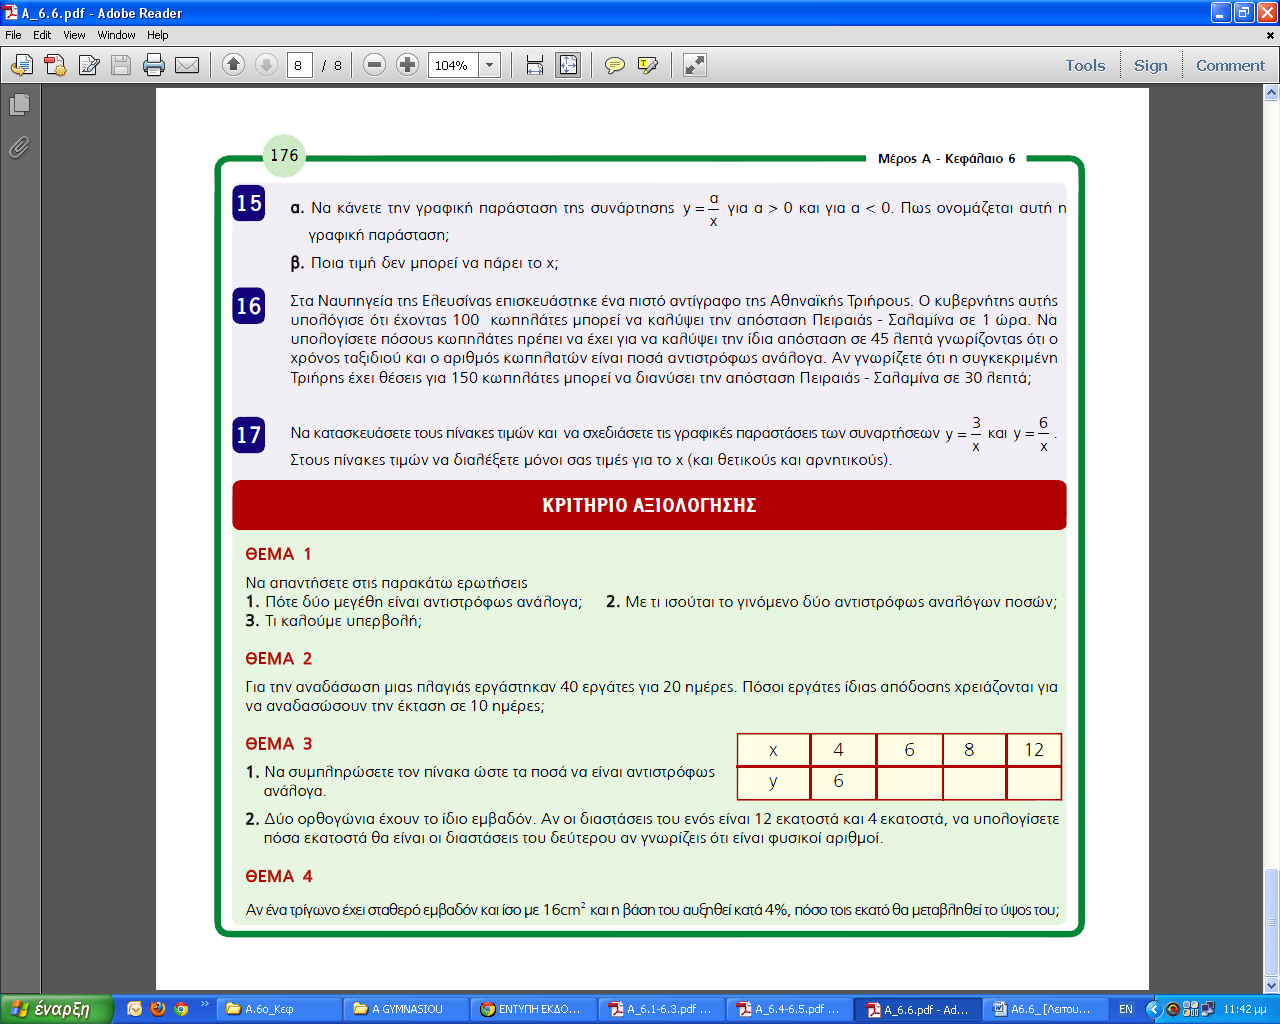 A_6.6.pdf - Adobe Reader
File Edit View Window Help
8 / 8 104% Tools Sign Comment
176 Μέρος Α - Κεφάλαιο 6
15 α. Να κάνετε την γραφική παράσταση της συνάρτησης y = α/x για α > 0 και για α < 0. Πως ονομάζεται αυτή η
γραφική παράσταση;
β. Ποια τιμή δεν μπορεί να πάρει το x;
16 Στα Ναυπηγεία της Ελευσίνας επισκευάστηκε ένα πιστό αντίγραφο της Αθηναϊκής Τριήρους. Ο κυβερνήτης αυτής
υπολόγισε ότι έχοντας 100 κωπηλάτες μπορεί να καλύψει την απόσταση Πειραιάς - Σαλαμίνα σε 1 ώρα. Να
υπολογίσετε πόσους κωπηλάτες πρέπει να έχει για να καλύψει την ίδια απόσταση σε 45 λεπτά γνωρίζοντας ότι ο
χρόνος ταξιδιού και ο αριθμός κωπηλατών είναι ποσά αντιστρόφως ανάλογα. Αν γνωρίζετε ότι η συγκεκριμένη
Τριήρης έχει θέσεις για 150 κωπηλάτες μπορεί να διανύσει την απόσταση Πειραιάς - Σαλαμίνα σε 30 λεπτά;
17 Να κατασκευάσετε τους πίνακες τιμών και να σχεδιάσετε τις γραφικές παραστάσεις των συναρτήσεων y = 3/x και y = 6/x .
Στους πίνακες τιμών να διαλέξετε μόνοι σας τιμές για το x (και θετικούς και αρνητικούς).
ΚΡΙΤΗΡΙΟ ΑΞΙΟΛΟΓΗΣΗΣ
ΘΕΜΑ 1
Να απαντήσετε στις παρακάτω ερωτήσεις
1. Πότε δύο μεγέθη είναι αντιστρόφως ανάλογα; 2. Με τι ισούται το γινόμενο δύο αντιστρόφως αναλόγων ποσών;
3. Τι καλούμε υπερβολή;
ΘΕΜΑ 2
Για την αναδάσωση μιας πλαγιάς εργάστηκαν 40 εργάτες για 20 ημέρες. Πόσοι εργάτες ίδιας απόδοσης χρειάζονται για
να αναδασώσουν την έκταση σε 10 ημέρες;
ΘΕΜΑ 3
1. Να συμπληρώσετε τον πίνακα ώστε τα ποσά να είναι αντιστρόφως
ανάλογα.
x 4 6 8 12
y 6
2. Δύο ορθογώνια έχουν το ίδιο εμβαδόν. Αν οι διαστάσεις του ενός είναι 12 εκατοστά και 4 εκατοστά, να υπολογίσετε
πόσα εκατοστά θα είναι οι διαστάσεις του δεύτερου αν γνωρίζεις ότι είναι φυσικοί αριθμοί.
ΘΕΜΑ 4
Αν ένα τρίγωνο έχει σταθερό εμβαδόν και ίσο με 16cm² και η βάση του αυξηθεί κατά 4%, πόσο τοις εκατό θα μεταβληθεί το ύψος του;
έναρξη » A.6ο_Κεφ A GYMNASIOU ΕΝΤΥΠΗ ΕΚΔΟ... A_6.1-6.3.pdf ... A_6.4-6.5.pdf ... A_6.6.pdf - Ad... A6.6_ [Λειτου... EN 11:42 μμ